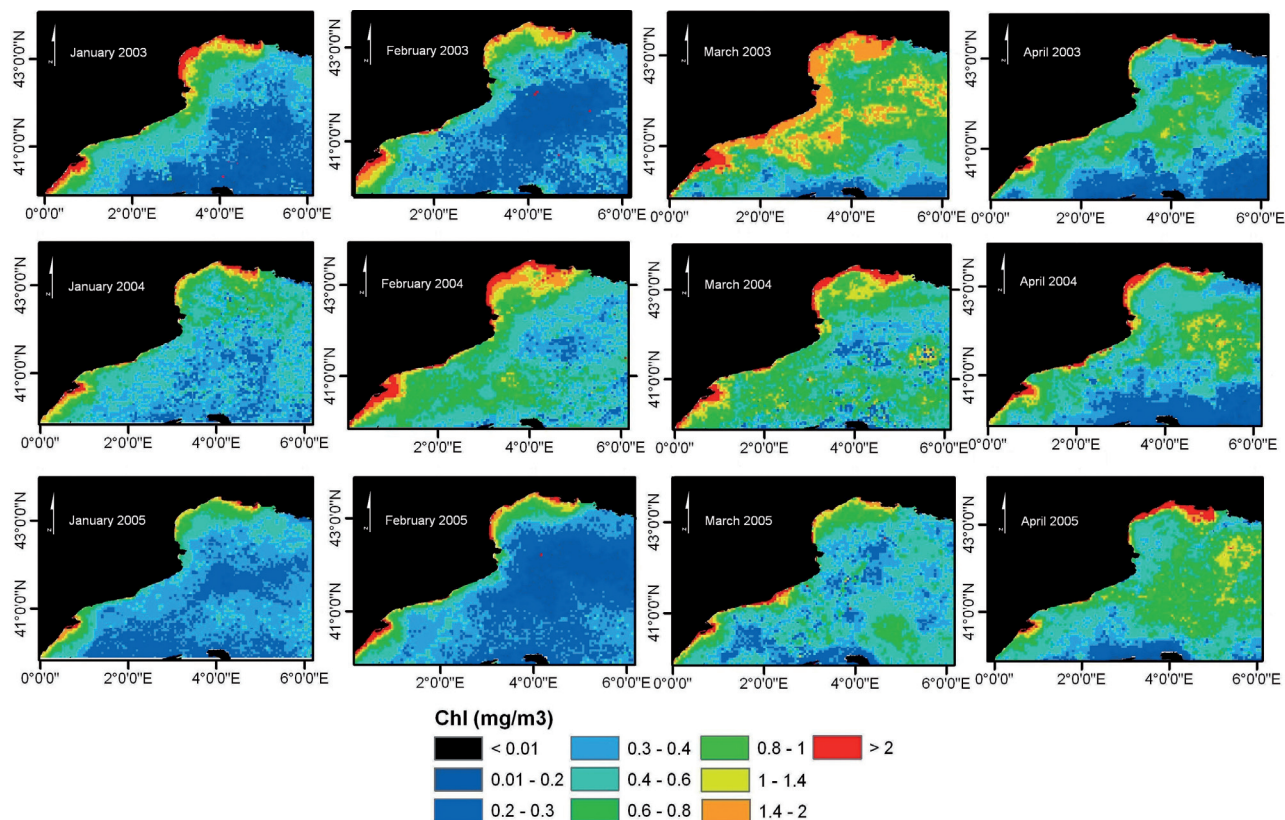 January 2003
February 2003
March 2003
April 2003
43°0'0"N 43°0'0"N 43°0'0"N 43°0'0"N
N N N N
41°0'0"N 41°0'0"N 41°0'0"N 41°0'0"N
0°0'0" 2°0'0"E 4°0'0"E 6°0'0"E
2°0'0"E 4°0'0"E 6°0'0"E
0°0'0" 2°0'0"E 4°0'0"E 6°0'0"E
0°0'0" 2°0'0"E 4°0'0"E 6°0'0"E
January 2004
February 2004
March 2004
April 2004
43°0'0"N 43°0'0"N 43°0'0"N 43°0'0"N
N N N N
41°0'0"N 41°0'0"N 41°0'0"N 41°0'0"N
0°0'0" 2°0'0"E 4°0'0"E 6°0'0"E
2°0'0"E 4°0'0"E 6°0'0"E
0°0'0" 2°0'0"E 4°0'0"E 6°0'0"E
0°0'0" 2°0'0"E 4°0'0"E 6°0'0"E
January 2005
February 2005
March 2005
April 2005
43°0'0"N 43°0'0"N 43°0'0"N 43°0'0"N
N N N N
41°0'0"N 41°0'0"N 41°0'0"N 41°0'0"N
0°0'0" 2°0'0"E 4°0'0"E 6°0'0"E
2°0'0"E 4°0'0"E 6°0'0"E
0°0'0" 2°0'0"E 4°0'0"E 6°0'0"E
0°0'0" 2°0'0"E 4°0'0"E 6°0'0"E
Chl (mg/m3)
< 0.01 0.3 - 0.4 0.8 - 1 > 2
0.01 - 0.2 0.4 - 0.6 1 - 1.4
0.2 - 0.3 0.6 - 0.8 1.4 - 2